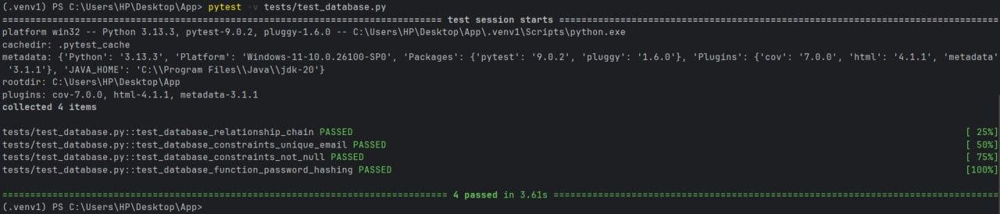 (.venv1) PS C:\Users\HP\Desktop\App> pytest -v tests/test_database.py
============================================================================== test session starts ==============================================================================
platform win32 -- Python 3.13.3, pytest-9.0.2, pluggy-1.6.0 -- C:\Users\HP\Desktop\App\.venv1\Scripts\python.exe
cachedir: .pytest_cache
metadata: {'Python': '3.13.3', 'Platform': 'Windows-11-10.0.26100-SP0', 'Packages': {'pytest': '9.0.2', 'pluggy': '1.6.0'}, 'Plugins': {'cov': '7.0.0', 'html': '4.1.1', 'metadata':
 '3.1.1'}, 'JAVA_HOME': 'C:\\Program Files\\Java\\jdk-20'}
rootdir: C:\Users\HP\Desktop\App
plugins: cov-7.0.0, html-4.1.1, metadata-3.1.1
collected 4 items
tests/test_database.py::test_database_relationship_chain PASSED [ 25%]
tests/test_database.py::test_database_constraints_unique_email PASSED [ 50%]
tests/test_database.py::test_database_constraints_not_null PASSED [ 75%]
tests/test_database.py::test_database_function_password_hashing PASSED [100%]
=============================================================================== 4 passed in 3.61s ===============================================================================
(.venv1) PS C:\Users\HP\Desktop\App>